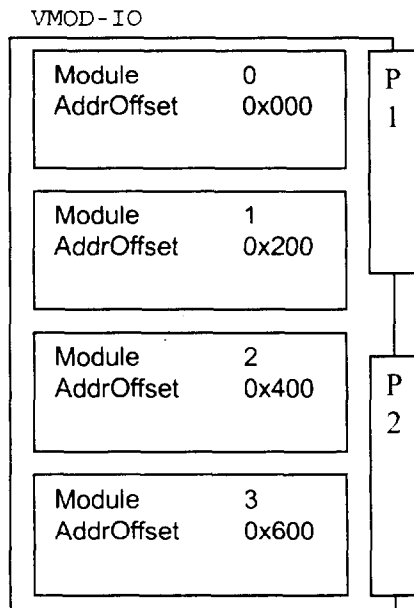 VMOD-IO
Module 0
AddrOffset 0x000
P
1
Module 1
AddrOffset 0x200
Module 2
AddrOffset 0x400
P
2
Module 3
AddrOffset 0x600